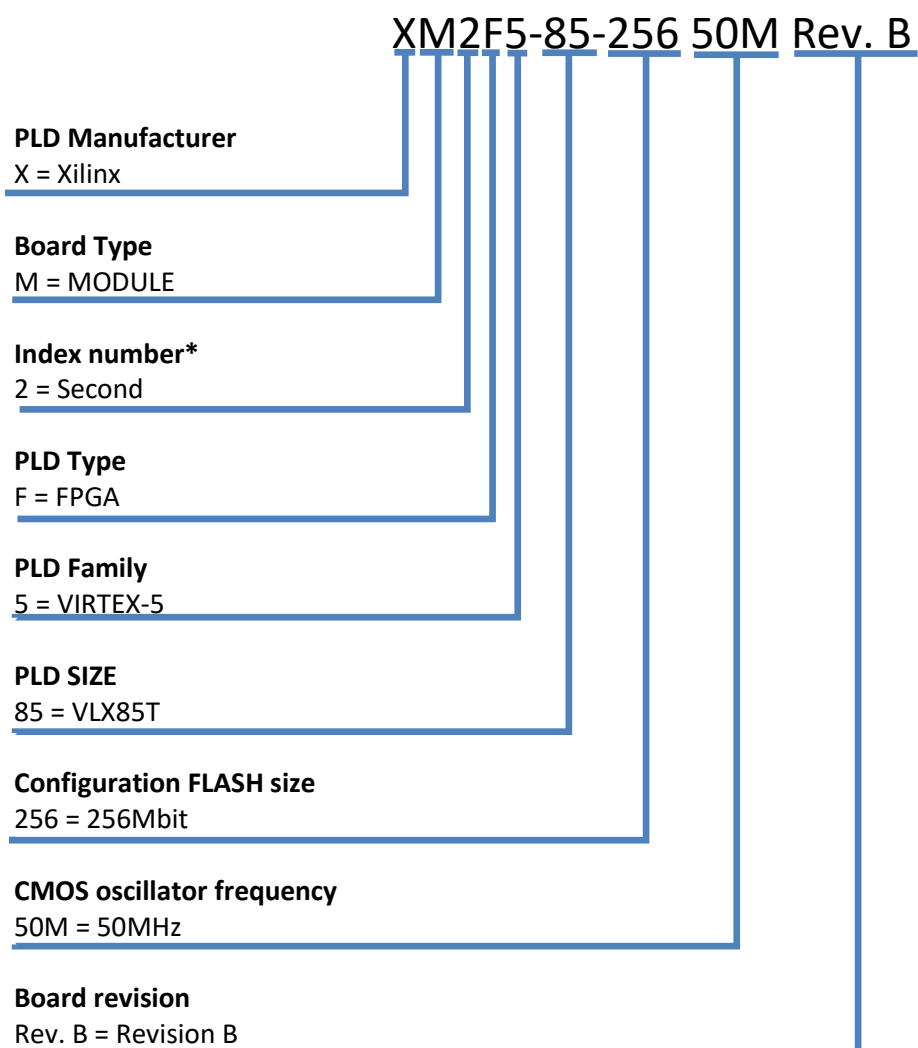 XM2F5-85-256 50M Rev. B
PLD Manufacturer
X = Xilinx
Board Type
M = MODULE
Index number*
2 = Second
PLD Type
F = FPGA
PLD Family
5 = VIRTEX-5
PLD SIZE
85 = VLX85T
Configuration FLASH size
256 = 256Mbit
CMOS oscillator frequency
50M = 50MHz
Board revision
Rev. B = Revision B